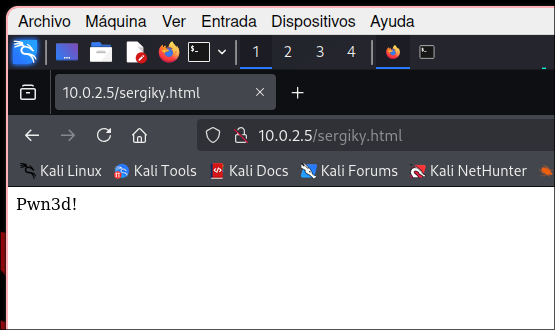 Archivo Máquina Ver Entrada Dispositivos Ayuda
1 2 3 4
10.0.2.5/sergiky.html
10.0.2.5/sergiky.html
Kali Linux Kali Tools Kali Docs Kali Forums Kali NetHunter
Pwn3d!